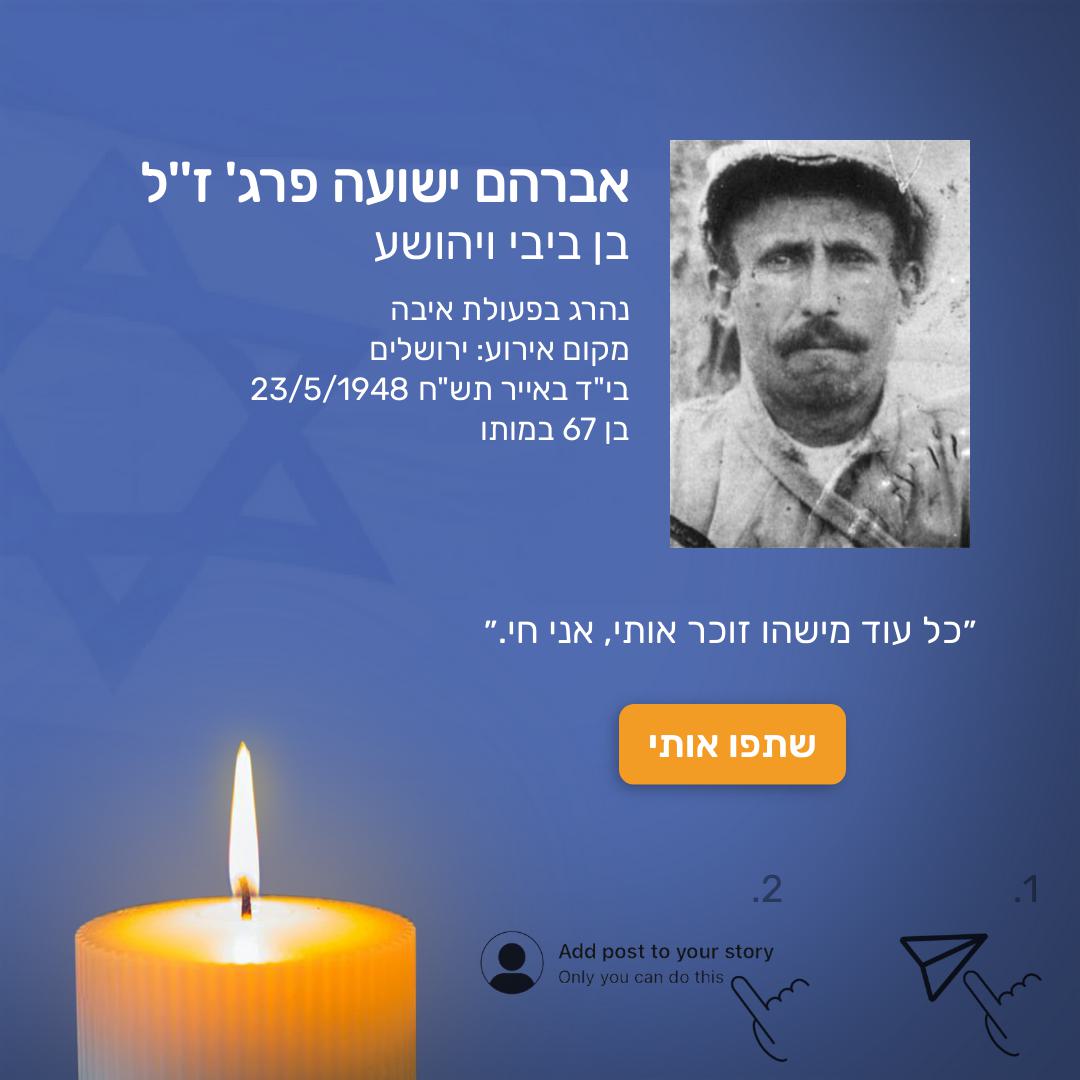 אברהם ישועה פרג' ז"ל
בן ביבי ויהושע
נהרג בפעולת איבה
מקום אירוע: ירושלים
בי"ד באייר תש"ח 23/5/1948
בן 67 במותו
״כל עוד מישהו זוכר אותי, אני חי.״
שתפו אותי
1.
2.
Add post to your story
Only you can do this